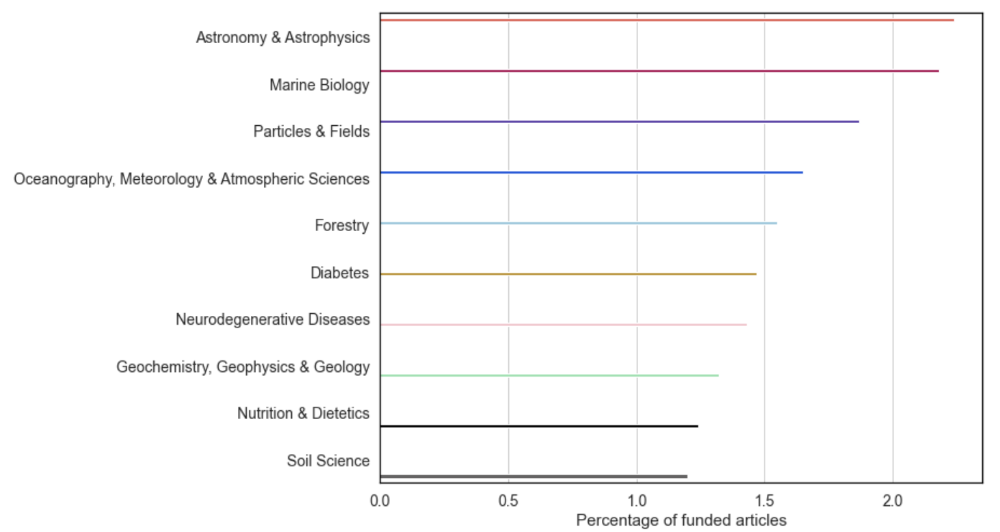 Astronomy & Astrophysics
Marine Biology
Particles & Fields
Oceanography, Meteorology & Atmospheric Sciences
Forestry
Diabetes
Neurodegenerative Diseases
Geochemistry, Geophysics & Geology
Nutrition & Dietetics
Soil Science
0.0 0.5 1.0 1.5 2.0
Percentage of funded articles